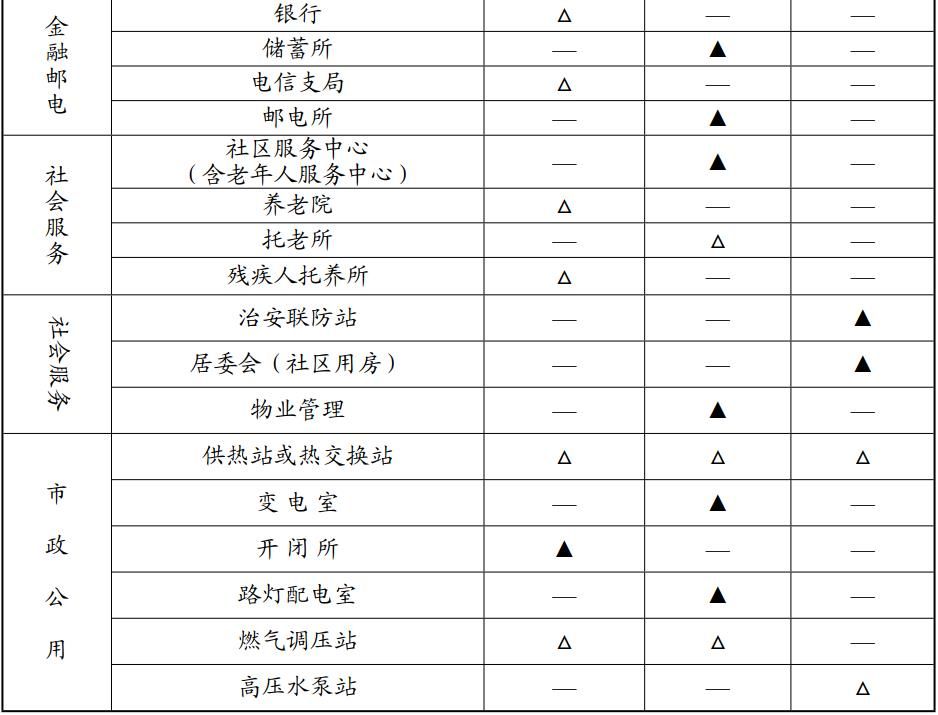 金融邮电
银行 △ — —
储蓄所 — ▲ —
电信支局 △ — —
邮电所 — ▲ —
社会服务
社区服务中心
（含老年人服务中心） — ▲ —
养老院 △ — —
托老所 — △ —
残疾人托养所 △ — —
社会服务
治安联防站 — — ▲
居委会（社区用房） — — ▲
物业管理 — ▲ —
市政公用
供热站或热交换站 △ △ △
变电室 — ▲ —
开闭所 ▲ — —
路灯配电室 — ▲ —
燃气调压站 △ △ —
高压水泵站 — — △